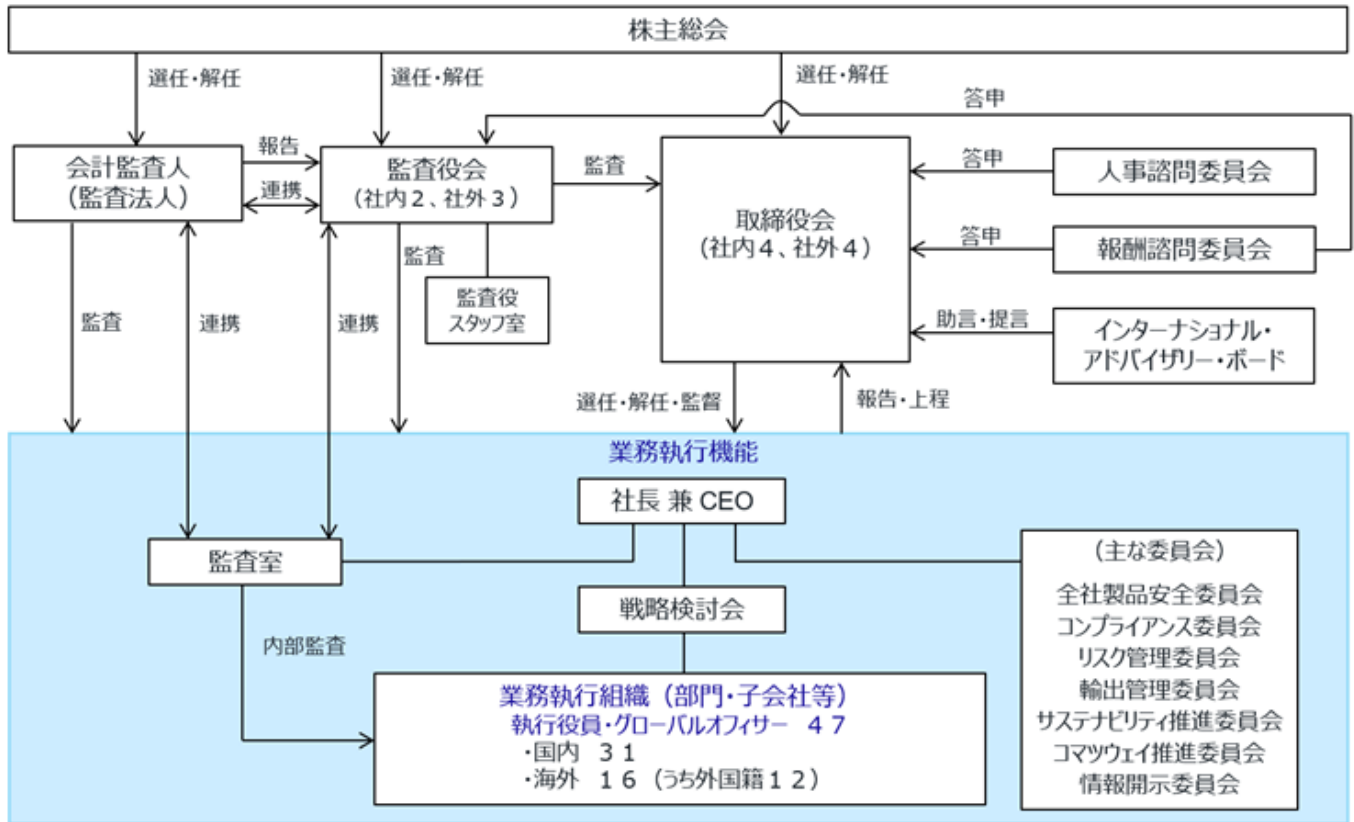 株主総会
選任・解任
選任・解任
選任・解任
答申
会計監査人
（監査法人）
報告
連携
監査役会
（社内２、社外３）
監査
取締役会
（社内４、社外４）
答申
人事諮問委員会
答申
報酬諮問委員会
助言・提言
インターナショナル・
アドバイザリー・ボード
監査
監査役
スタッフ室
監査
連携
連携
選任・解任・監督
報告・上程
業務執行機能
社長 兼 CEO
監査室
戦略検討会
内部監査
業務執行組織（部門・子会社等）
執行役員・グローバルオフィサー ４７
・国内 ３１
・海外 １６（うち外国籍１２）
（主な委員会）
全社製品安全委員会
コンプライアンス委員会
リスク管理委員会
輸出管理委員会
サステナビリティ推進委員会
コマツウェイ推進委員会
情報開示委員会